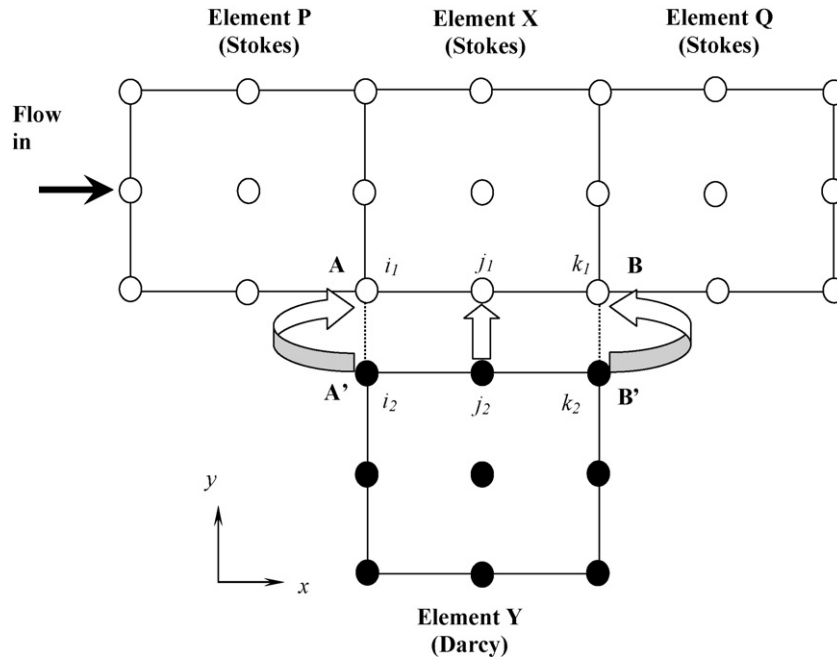 Element P
(Stokes)
Element X
(Stokes)
Element Q
(Stokes)
Flow
in
A
i1
j1
k1
B
A'
i2
j2
k2
B'
y
x
Element Y
(Darcy)